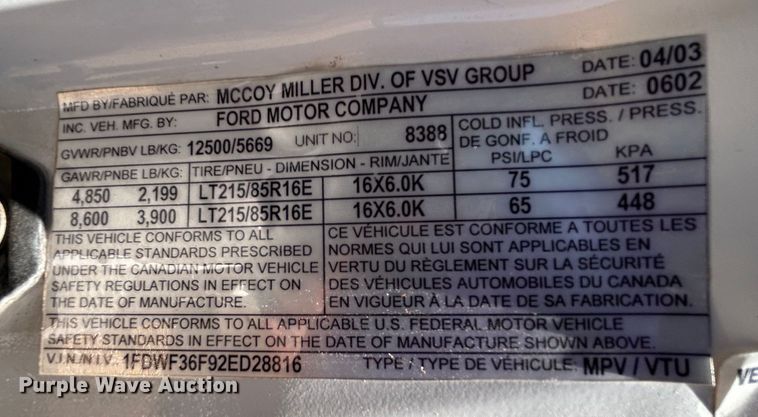 MFD BY/FABRIQUÉ PAR: MCCOY MILLER DIV. OF VSV GROUP DATE: 04/03
INC. VEH. MFG. BY: FORD MOTOR COMPANY DATE: 0602
GVWR/PNBV LB/KG: 12500/5669 UNIT NO: 8388 COLD INFL. PRESS. / PRESS.
DE GONF. A FROID
GAWR/PNBE LB/KG: TIRE/PNEU - DIMENSION - RIM/JANTE PSI/LPC KPA
4,850 2,199 LT215/85R16E 16X6.0K 75 517
8,600 3,900 LT215/85R16E 16X6.0K 65 448
THIS VEHICLE CONFORMS TO ALL
APPLICABLE STANDARDS PRESCRIBED
UNDER THE CANADIAN MOTOR VEHICLE
SAFETY REGULATIONS IN EFFECT ON
THE DATE OF MANUFACTURE.
CE VÉHICULE EST CONFORME A TOUTES LES
NORMES QUI LUI SONT APPLICABLES EN
VERTU DU RÈGLEMENT SUR LA SÉCURITÉ
DES VÉHICULES AUTOMOBILES DU CANADA
EN VIGUEUR À LA DATE DE SA FABRICATION.
THIS VEHICLE CONFORMS TO ALL APPLICABLE U.S. FEDERAL MOTOR VEHICLE
SAFETY STANDARDS IN EFFECT ON THE DATE OF MANUFACTURE SHOWN ABOVE.
V.I.N./N.I.V. 1FDWF36F92ED28816 TYPE / TYPE DE VÉHICULE: MPV / VTU
Purple Wave Auction
VE